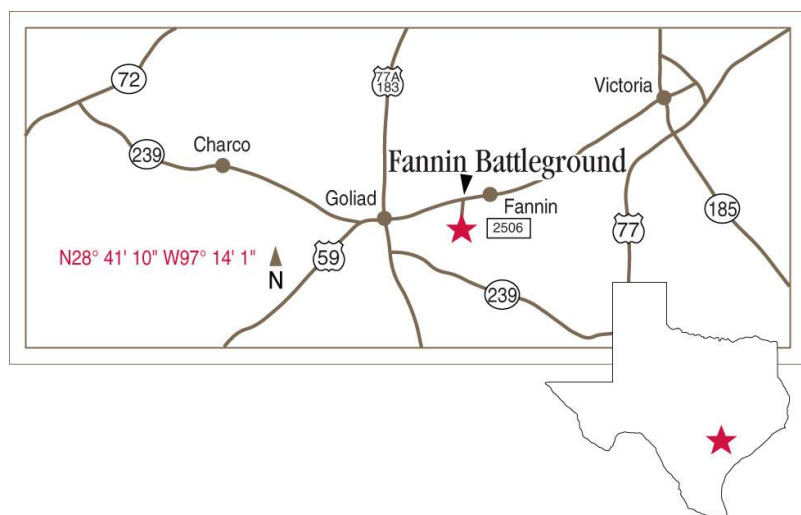 72
77A
183
Victoria
239
Charco
Fannin Battleground
Goliad
Fannin
2506
185
77
59
N28° 41' 10" W97° 14' 1"
N
239